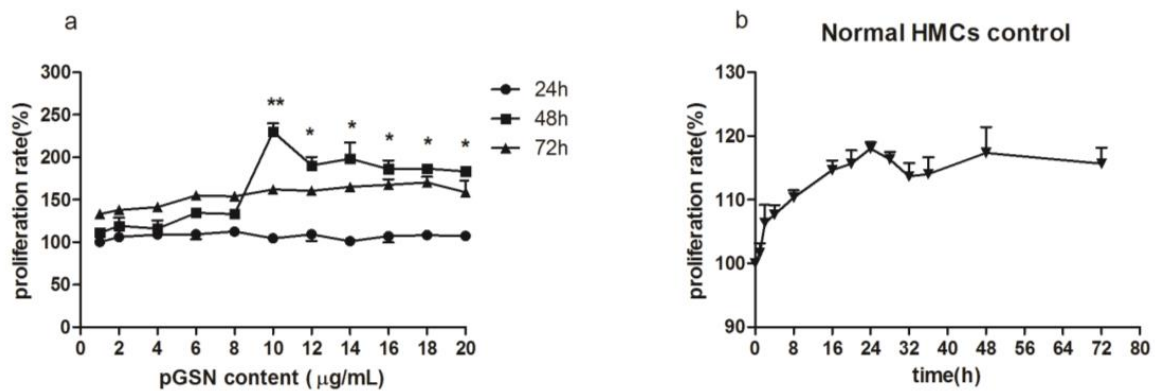 a
300
250
200
150
100
50
0
proliferation rate(%)
**
*
*
*
*
*
0 2 4 6 8 10 12 14 16 18 20
pGSN content ( μg/mL)
24h
48h
72h
b
Normal HMCs control
130
120
110
100
90
proliferation rate(%)
0 8 16 24 32 40 48 56 64 72 80
time(h)